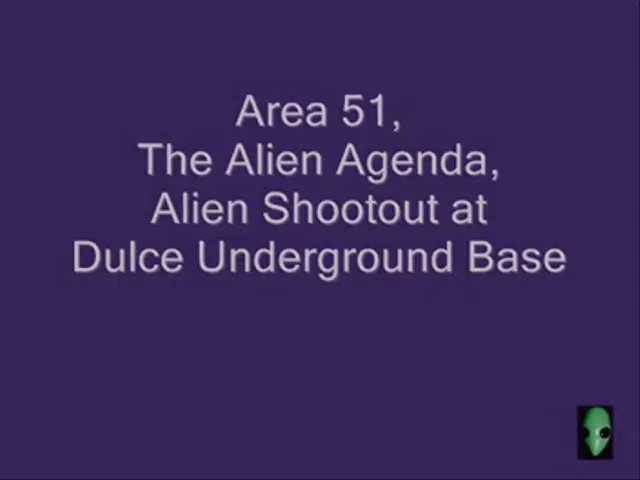 Area 51,
The Alien Agenda,
Alien Shootout at
Dulce Underground Base